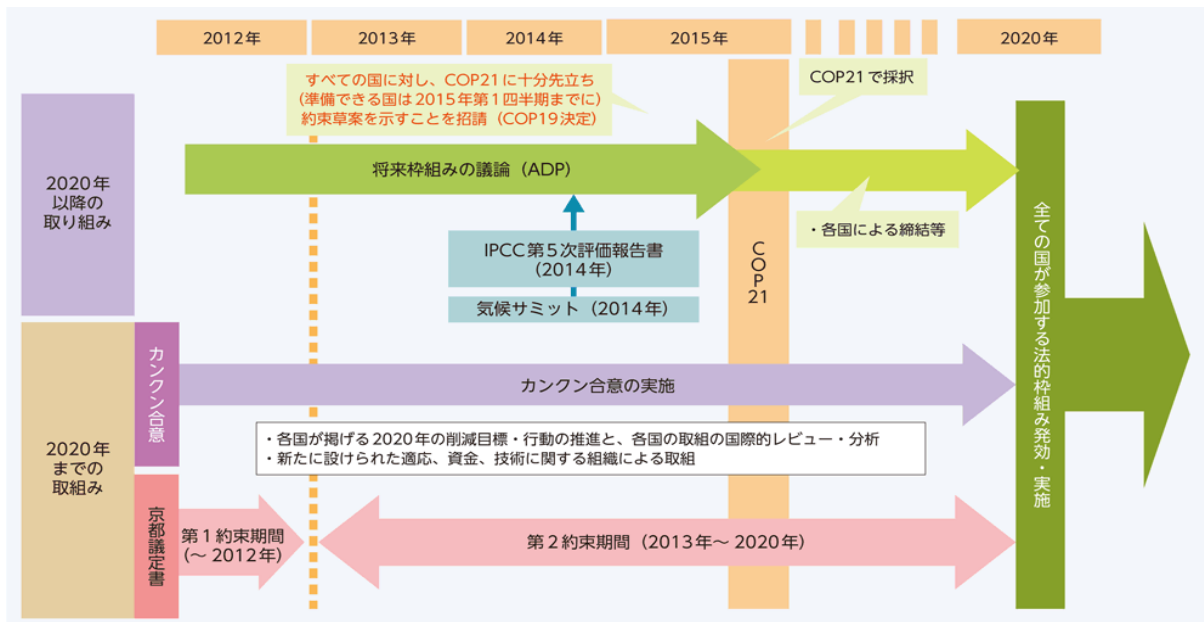 2012年
2013年
2014年
2015年
2020年
すべての国に対し、COP21に十分先立ち
(準備できる国は2015年第1四半期までに)
約束草案を示すことを招請（COP19決定）
COP21で採択
2020年
以降の
取り組み
将来枠組みの議論（ADP）
・各国による締結等
IPCC第5次評価報告書
（2014年）
気候サミット（2014年）
COP21
全ての国が参加する法的枠組み発効・実施
2020年
までの
取組み
カンクン合意
カンクン合意の実施
・各国が掲げる2020年の削減目標・行動の推進と、各国の取組の国際的レビュー・分析
・新たに設けられた適応、資金、技術に関する組織による取組
京都議定書
第1約束期間
(～2012年)
第2約束期間（2013年～2020年）